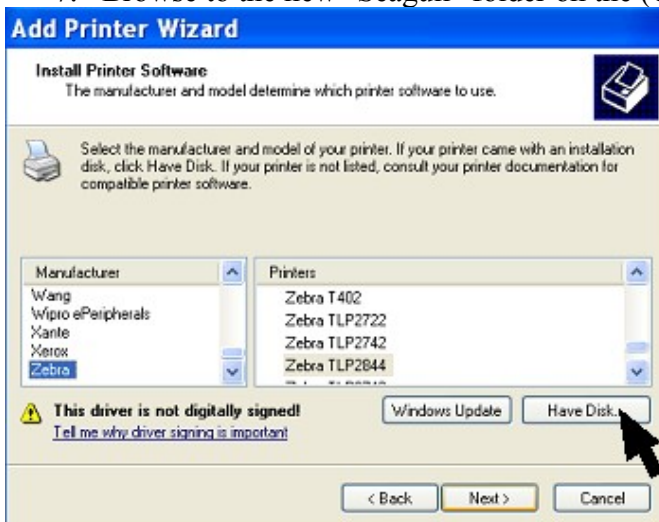 Add Printer Wizard
Install Printer Software
The manufacturer and model determine which printer software to use.
Select the manufacturer and model of your printer. If your printer came with an installation
disk, click Have Disk. If your printer is not listed, consult your printer documentation for
compatible printer software.
Manufacturer
Wang
Wipro ePeripherals
Xante
Xerox
Zebra
Printers
Zebra T402
Zebra TLP2722
Zebra TLP2742
Zebra TLP2844
This driver is not digitally signed!
Tell me why driver signing is important
Windows Update
Have Disk...
< Back
Next >
Cancel